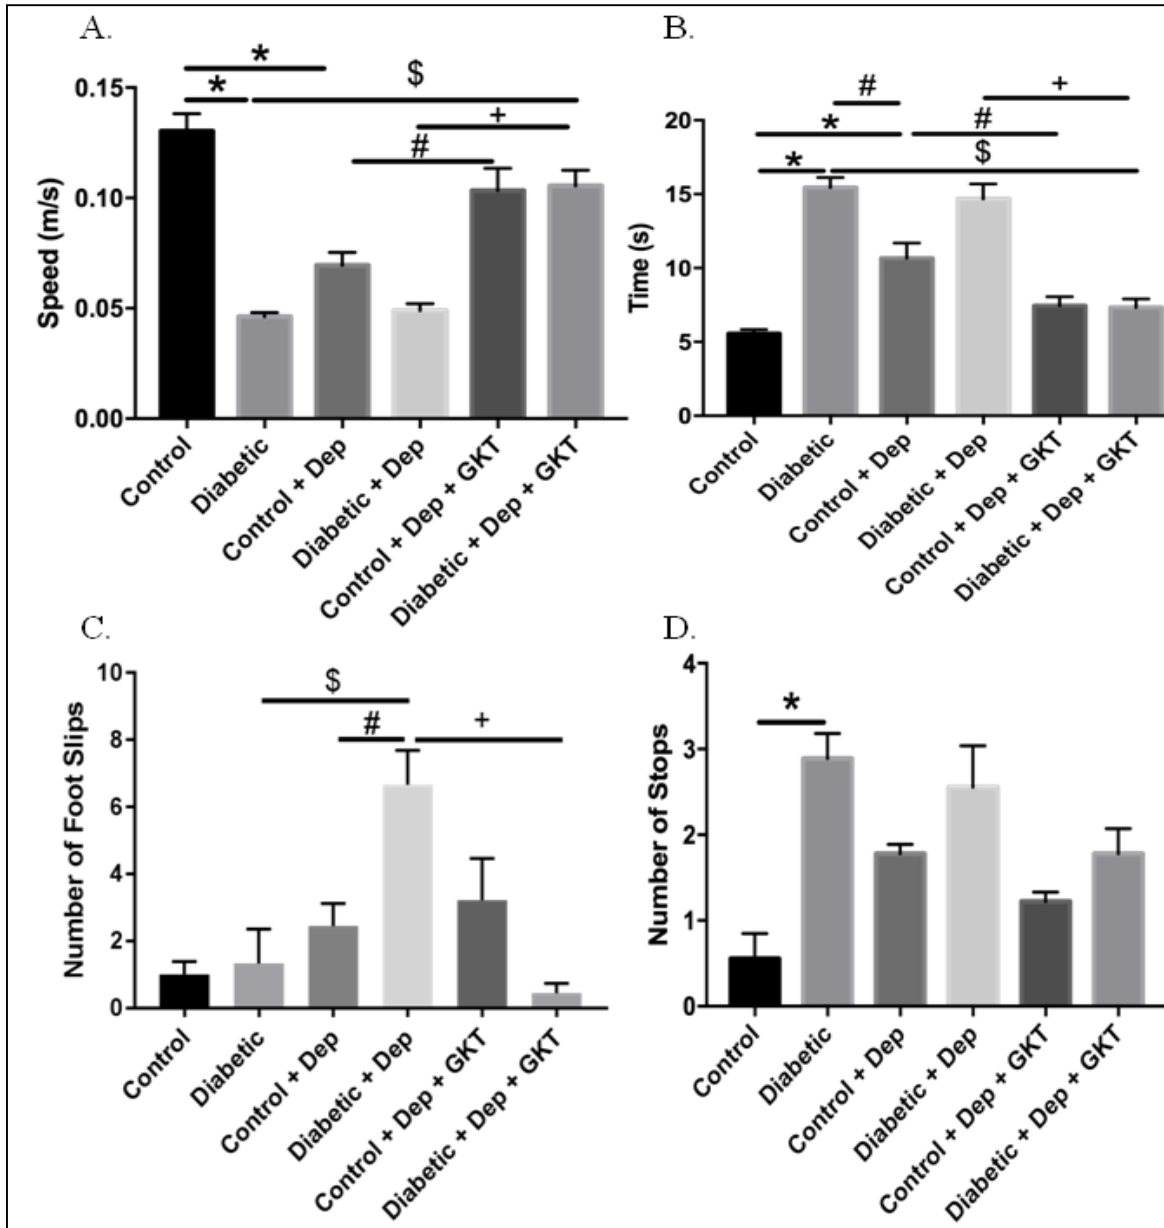 A.
*
*
$
+
#
Speed (m/s)
0.15
0.10
0.05
0.00
Control
Diabetic
Control + Dep
Diabetic + Dep
Control + Dep + GKT
Diabetic + Dep + GKT
B.
#
+
*
#
*
$
Time (s)
20
15
10
5
0
Control
Diabetic
Control + Dep
Diabetic + Dep
Control + Dep + GKT
Diabetic + Dep + GKT
C.
$
#
+
Number of Foot Slips
10
8
6
4
2
0
Control
Diabetic
Control + Dep
Diabetic + Dep
Control + Dep + GKT
Diabetic + Dep + GKT
D.
*
Number of Stops
4
3
2
1
0
Control
Diabetic
Control + Dep
Diabetic + Dep
Control + Dep + GKT
Diabetic + Dep + GKT